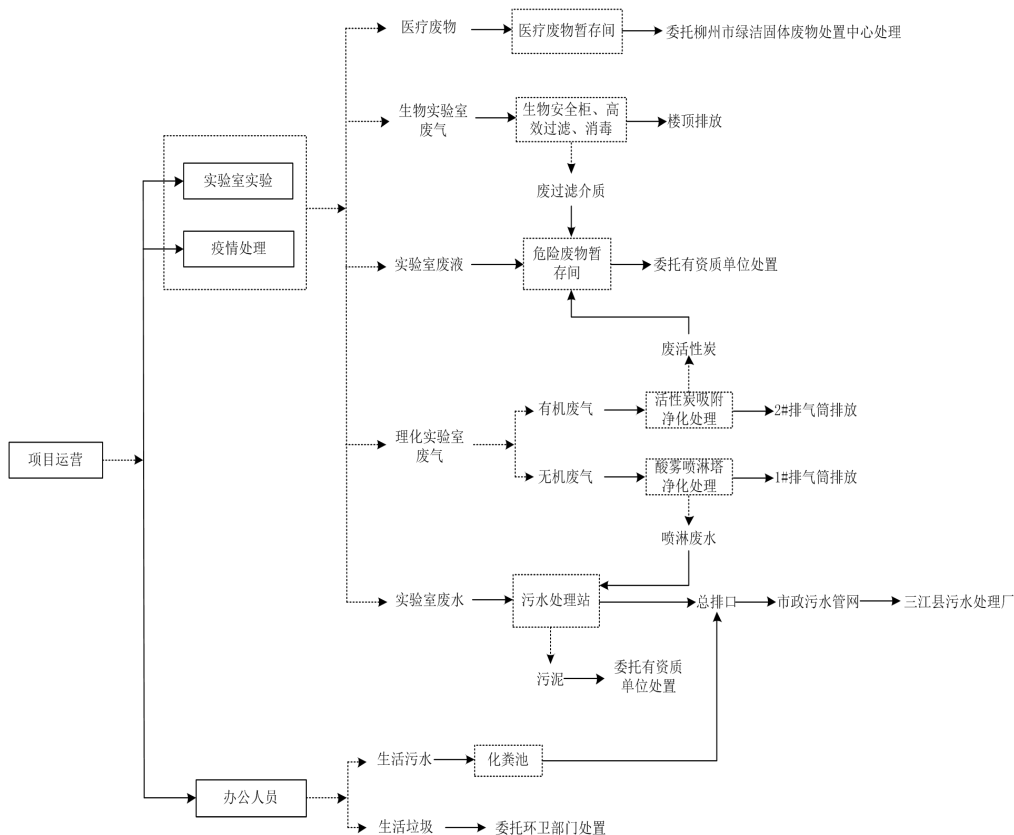 医疗废物
医疗废物暂存间
委托柳州市绿洁固体废物处置中心处理
生物实验室
废气
生物安全柜、高
效过滤、消毒
楼顶排放
实验室实验
废过滤介质
疫情处理
实验室废液
危险废物暂
存间
委托有资质单位处置
废活性炭
有机废气
活性炭吸附
净化处理
2#排气筒排放
项目运营
理化实验室
废气
无机废气
酸雾喷淋塔
净化处理
1#排气筒排放
喷淋废水
实验室废水
污水处理站
总排口
市政污水管网
三江县污水处理厂
污泥
委托有资质
单位处置
生活污水
化粪池
办公人员
生活垃圾
委托环卫部门处置